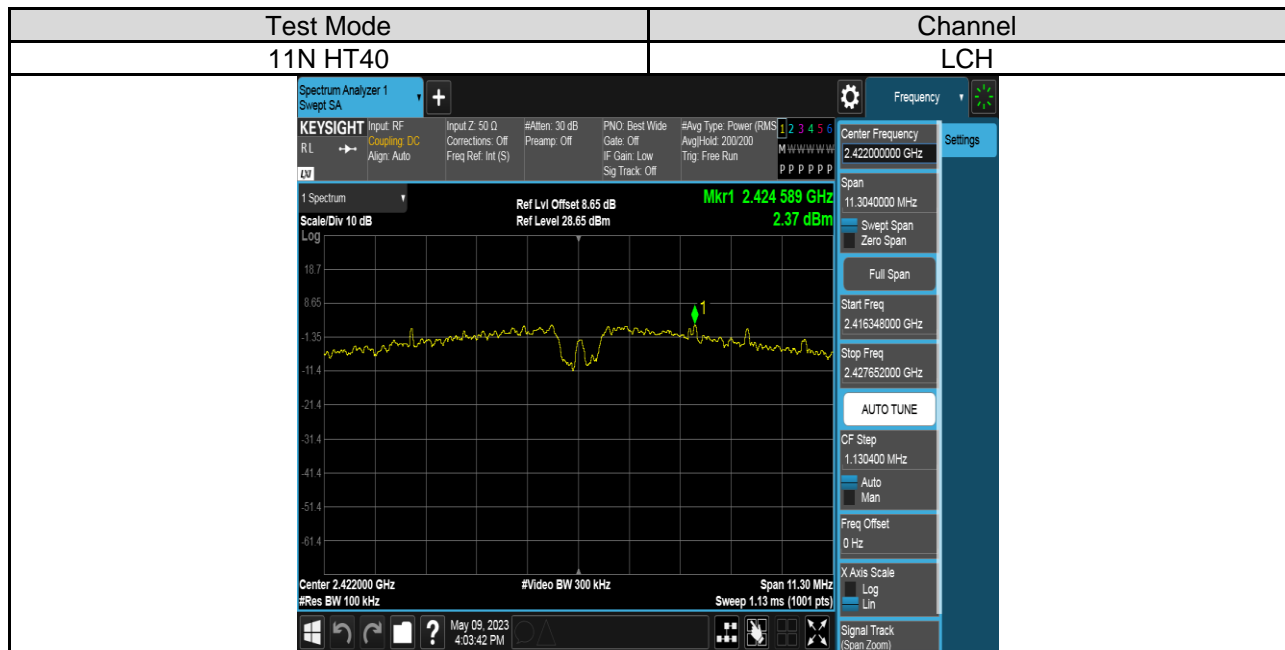 Test Mode Channel
11N HT40 LCH
Spectrum Analyzer 1
Swept SA
Frequency
KEYSIGHT Input: RF Input Z: 50 Ω #Atten: 30 dB PNO: Best Wide #Avg Type: Power (RMS 1 2 3 4 5 6
RL Coupling: DC Corrections: Off Preamp: Off Gate: Off Avg|Hold: 200/200 M W W W W W
Align: Auto Freq Ref: Int (S) IF Gain: Low Trig: Free Run
LXI Sig Track: Off P P P P P P
Center Frequency
2.422000000 GHz
Settings
1 Spectrum Ref Lvl Offset 8.65 dB Mkr1 2.424 589 GHz
Scale/Div 10 dB Ref Level 28.65 dBm 2.37 dBm
Log
18.7
8.65
1
-1.35
-11.4
-21.4
-31.4
-41.4
-51.4
-61.4
Center 2.422000 GHz #Video BW 300 kHz Span 11.30 MHz
#Res BW 100 kHz Sweep 1.13 ms (1001 pts)
Span
11.3040000 MHz
Swept Span
Zero Span
Full Span
Start Freq
2.416348000 GHz
Stop Freq
2.427652000 GHz
AUTO TUNE
CF Step
1.130400 MHz
Auto
Man
Freq Offset
0 Hz
X Axis Scale
Log
Lin
Signal Track
(Span Zoom)
? May 09, 2023
4:03:42 PM